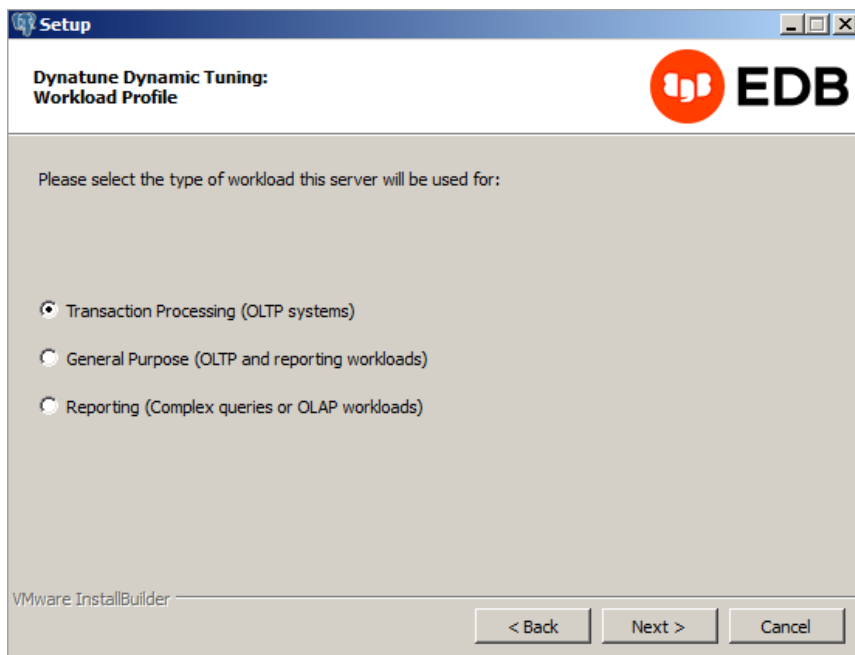 Setup
Dynatune Dynamic Tuning:
Workload Profile
EDB
Please select the type of workload this server will be used for:
Transaction Processing (OLTP systems)
General Purpose (OLTP and reporting workloads)
Reporting (Complex queries or OLAP workloads)
VMware InstallBuilder
< Back Next > Cancel